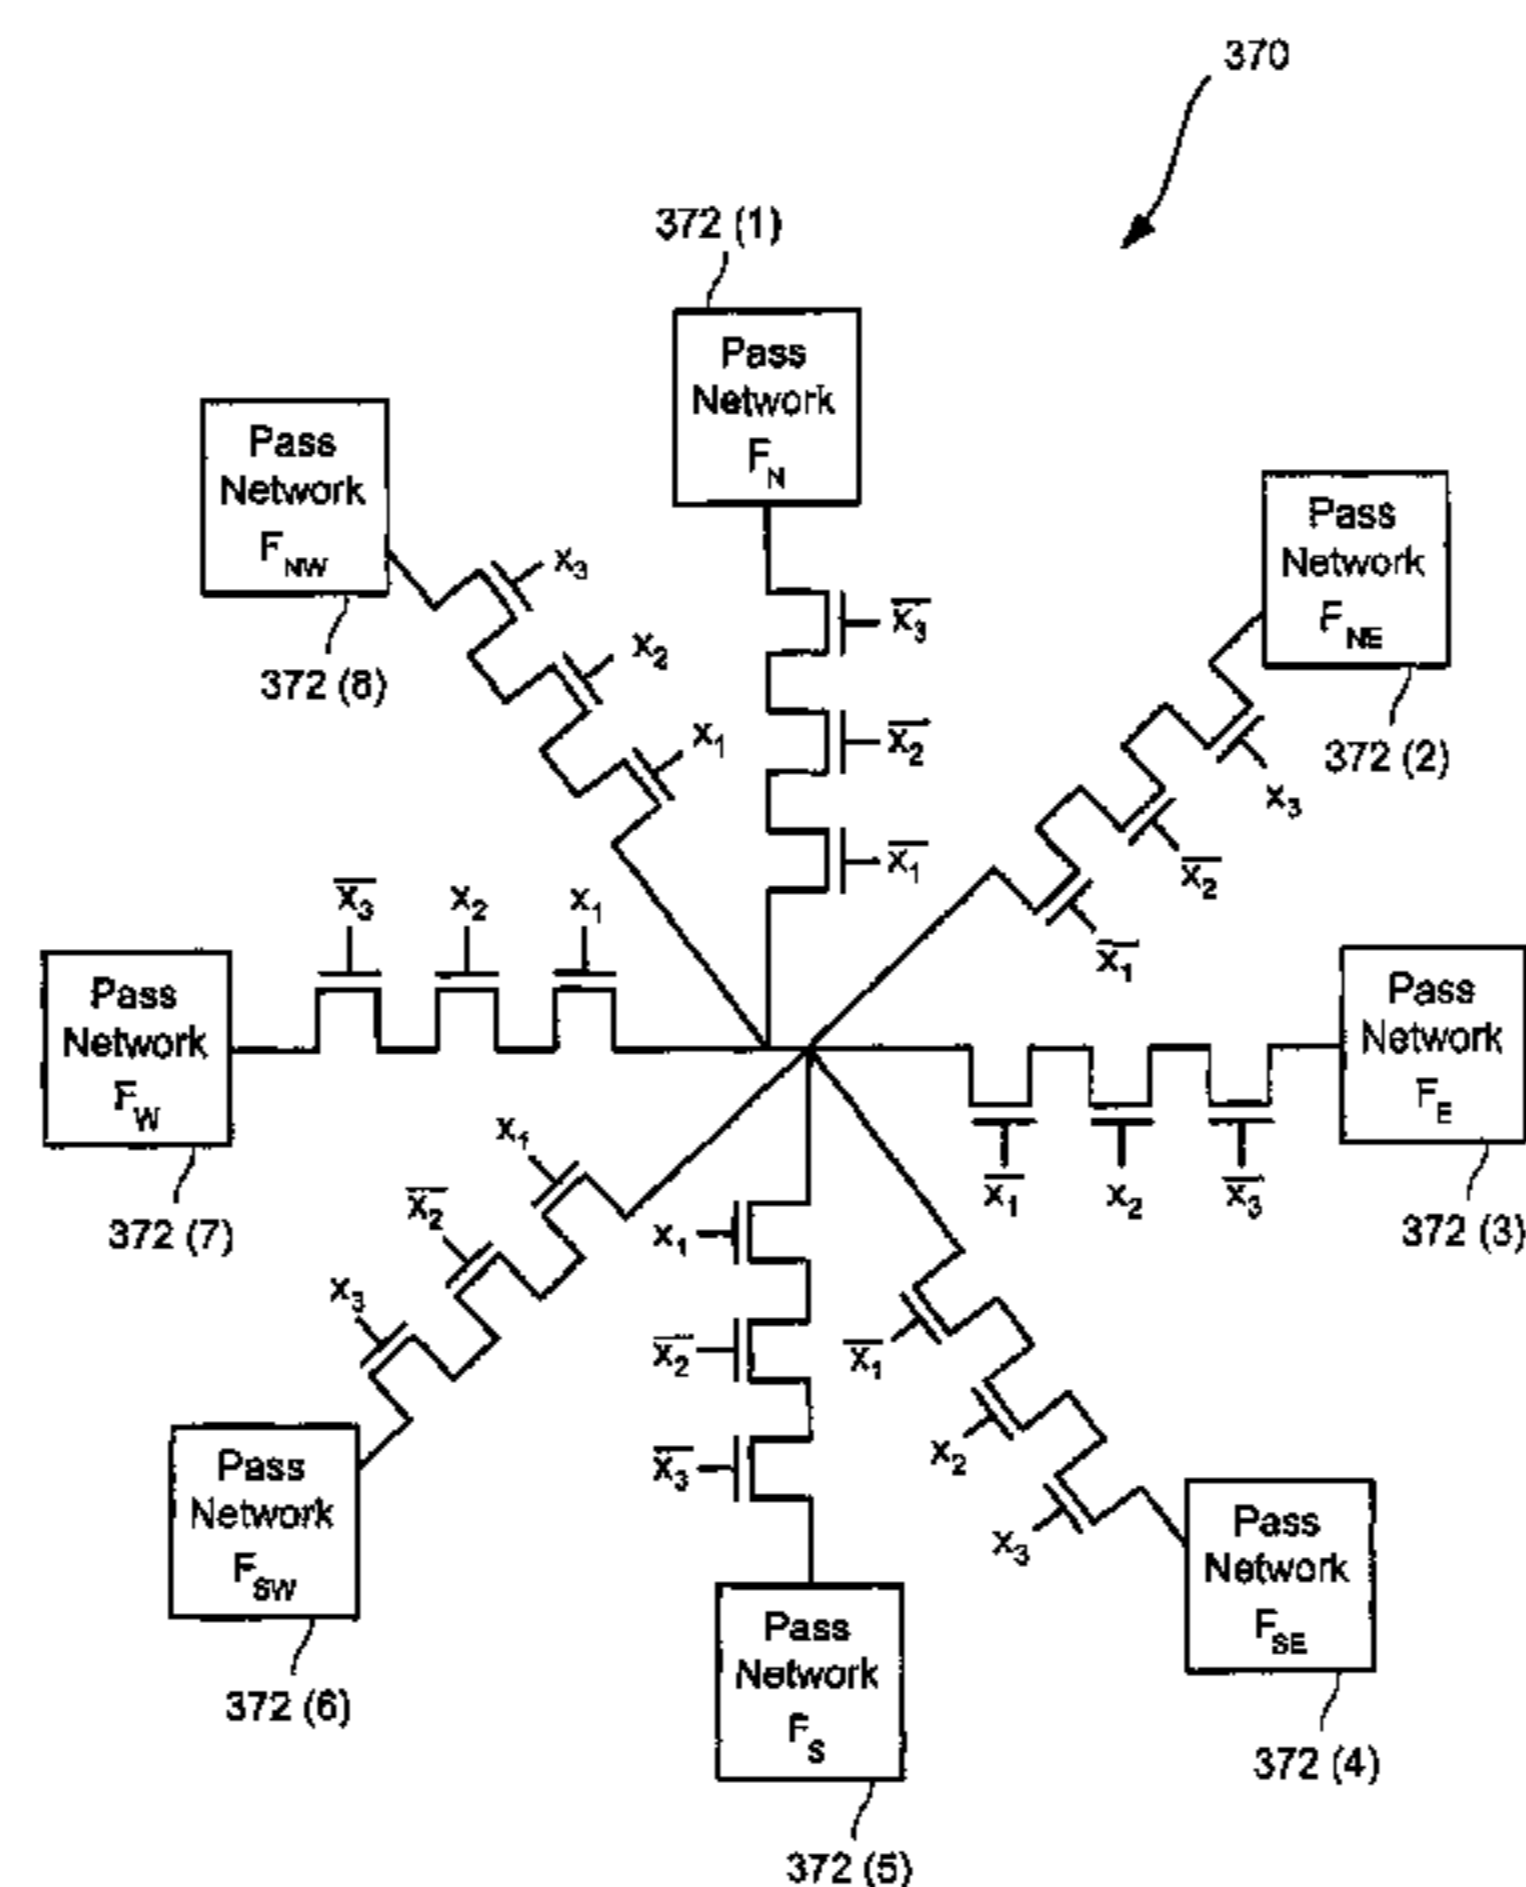 370
372 (1)
Pass
Network
F_N
Pass
Network
F_NW
372 (8)
x_3
x_2
x_1
x̅_3
x̅_2
x̅_1
Pass
Network
F_NE
372 (2)
x_3
x̅_2
x̅_1
x̅_3
x_2
x_1
Pass
Network
F_W
372 (7)
Pass
Network
F_E
372 (3)
x̅_1
x_2
x̅_3
x_1
x̅_2
x_3
Pass
Network
F_SW
372 (6)
x_1
x̅_2
x̅_3
Pass
Network
F_S
372 (5)
x̅_1
x_2
x_3
Pass
Network
F_SE
372 (4)